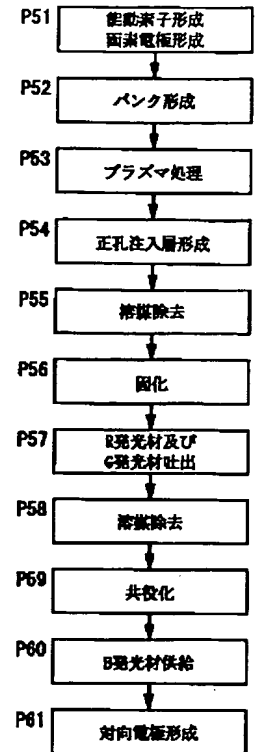 P51
能動素子形成
画素電極形成
P52
バンク形成
P53
プラズマ処理
P54
正孔注入層形成
P55
溶媒除去
P56
固化
P57
R発光材及び
G発光材吐出
P58
溶媒除去
P59
共役化
P60
B発光材供給
P61
対向電極形成